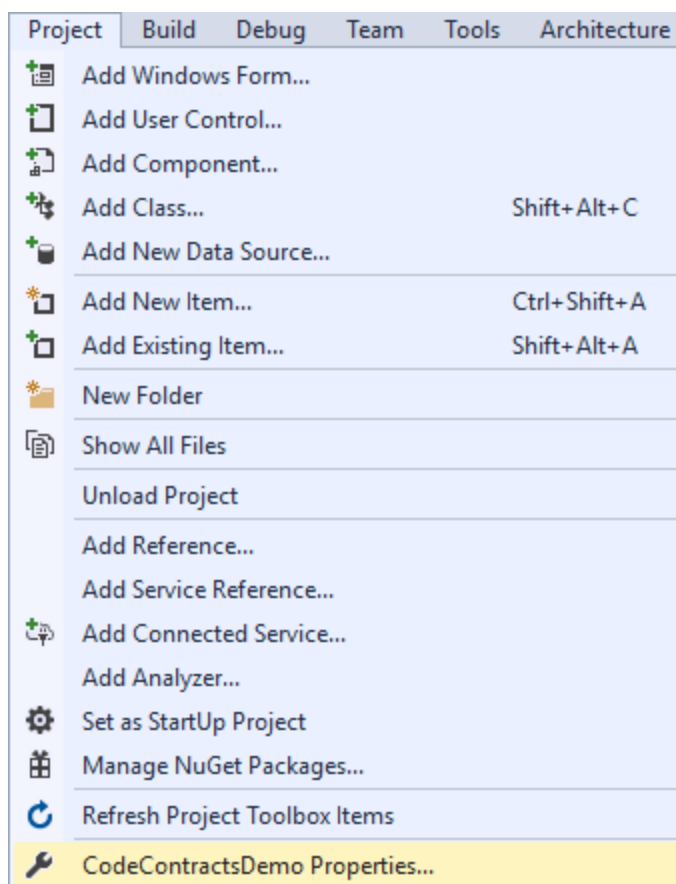 Project Build Debug Team Tools Architecture
Add Windows Form...
Add User Control...
Add Component...
Add Class... Shift+Alt+C
Add New Data Source...
Add New Item... Ctrl+Shift+A
Add Existing Item... Shift+Alt+A
New Folder
Show All Files
Unload Project
Add Reference...
Add Service Reference...
Add Connected Service...
Add Analyzer...
Set as StartUp Project
Manage NuGet Packages...
Refresh Project Toolbox Items
CodeContractsDemo Properties...